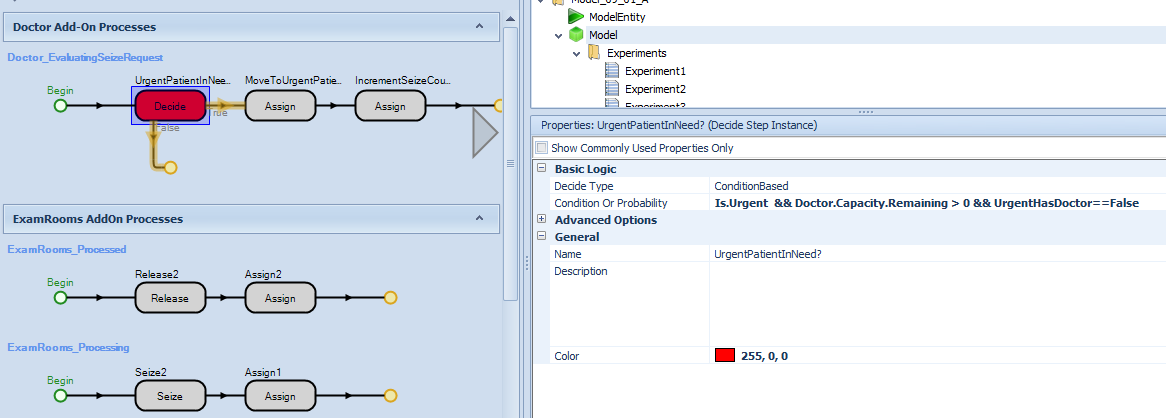 Doctor Add-On Processes
Doctor_EvaluatingSeizeRequest
Begin
UrgentPatientInNee..
MoveToUrgentPatie..
IncrementSeizeCou..
Decide
Assign
Assign
True
False
ExamRooms AddOn Processes
ExamRooms_Processed
Begin
Release2
Assign2
Release
Assign
ExamRooms_Processing
Begin
Seize2
Assign1
Seize
Assign
ModelEntity
Model
Experiments
Experiment1
Experiment2
Properties: UrgentPatientInNeed? (Decide Step Instance)
Show Commonly Used Properties Only
Basic Logic
Decide Type ConditionBased
Condition Or Probability Is.Urgent && Doctor.Capacity.Remaining > 0 && UrgentHasDoctor==False
Advanced Options
General
Name UrgentPatientInNeed?
Description
Color 255, 0, 0